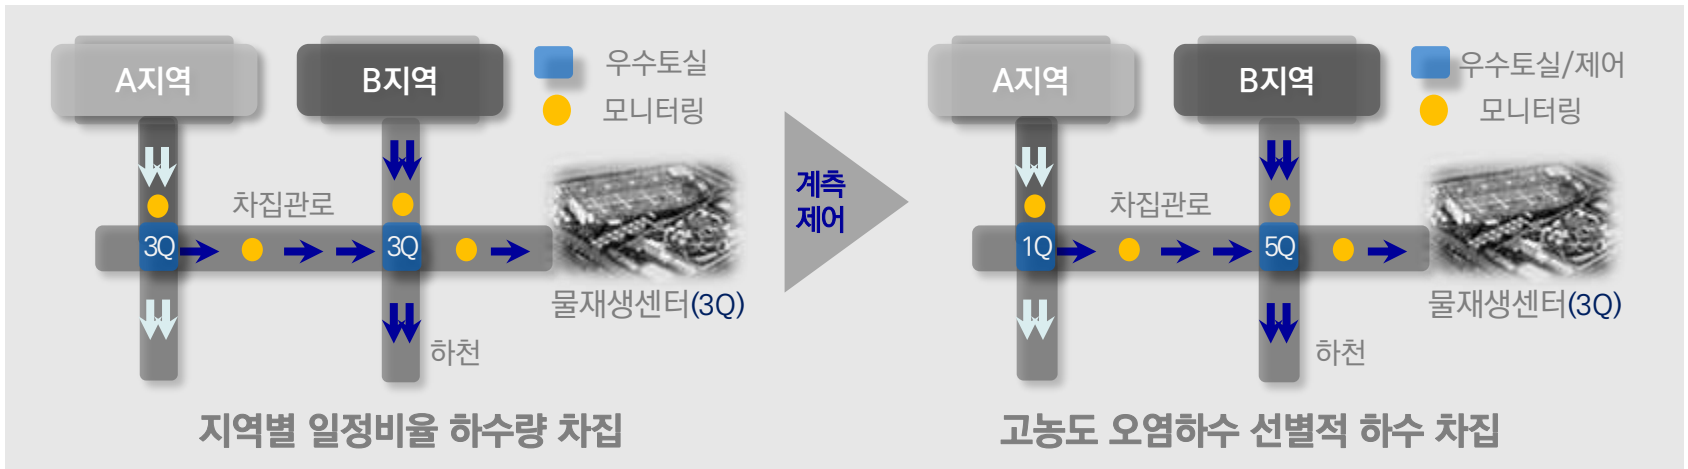 A지역
B지역
우수토실
모니터링
차집관로
3Q
3Q
물재생센터(3Q)
하천
지역별 일정비율 하수량 차집
계측
제어
A지역
B지역
우수토실/제어
모니터링
차집관로
1Q
5Q
물재생센터(3Q)
하천
고농도 오염하수 선별적 하수 차집